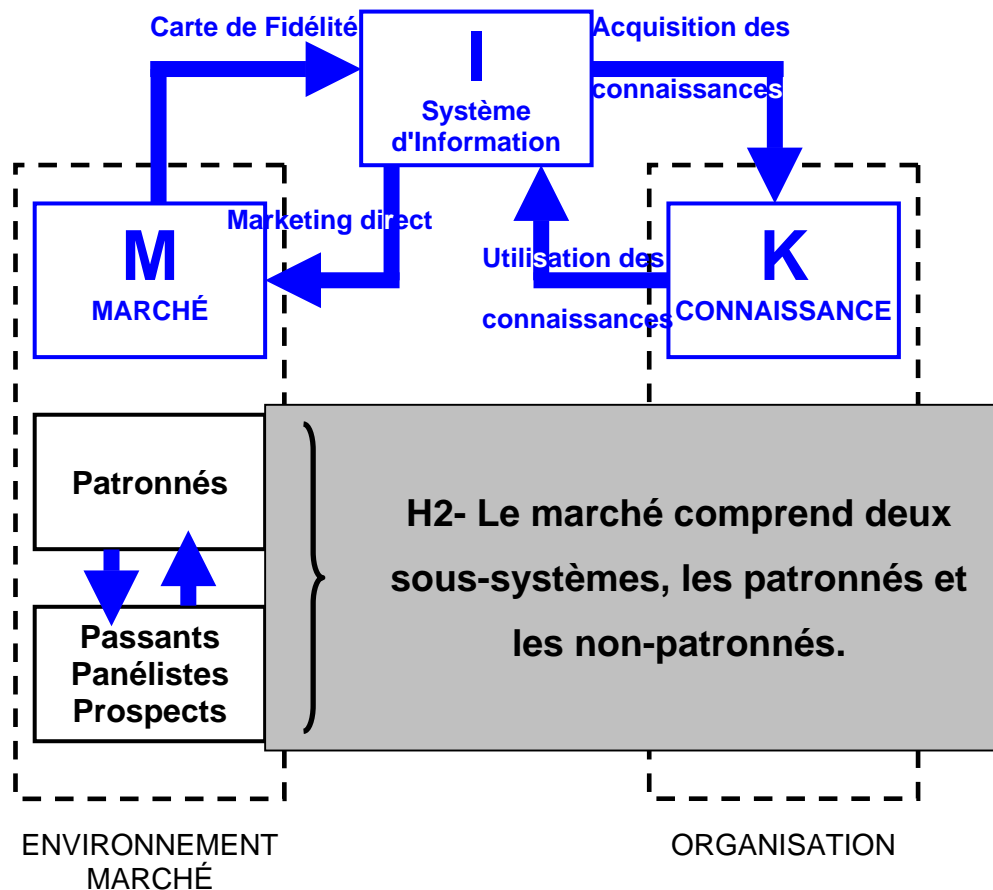 Carte de Fidélité
I
Système
d'Information
Acquisition des
connaissances
M
MARCHÉ
Marketing direct
Utilisation des
connaissances
K
CONNAISSANCE
Patronnés
Passants
Panélistes
Prospects
H2- Le marché comprend deux
sous-systèmes, les patronnés et
les non-patronnés.
ENVIRONNEMENT
MARCHÉ
ORGANISATION